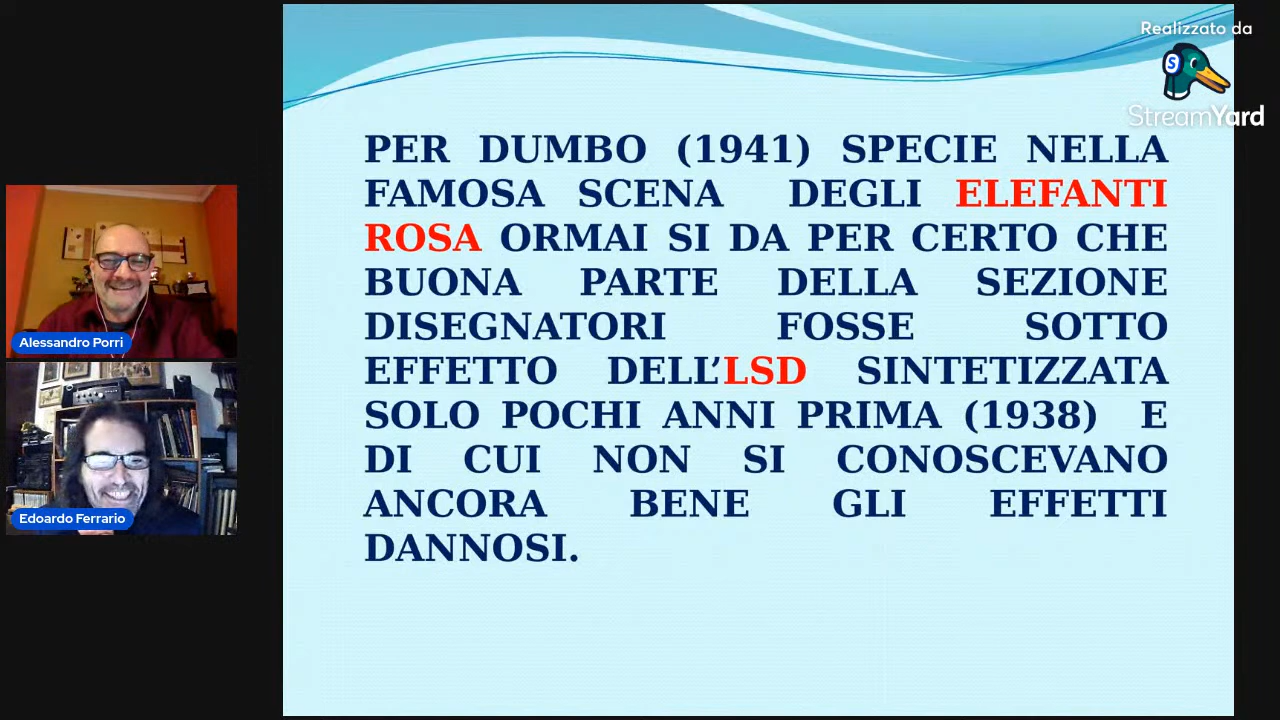 Realizzato da
StreamYard
PER DUMBO (1941) SPECIE NELLA
FAMOSA SCENA DEGLI ELEFANTI
ROSA ORMAI SI DA PER CERTO CHE
BUONA PARTE DELLA SEZIONE
DISEGNATORI FOSSE SOTTO
EFFETTO DELL’LSD SINTETIZZATA
SOLO POCHI ANNI PRIMA (1938) E
DI CUI NON SI CONOSCEVANO
ANCORA BENE GLI EFFETTI
DANNOSI.
Alessandro Porri
Edoardo Ferrario